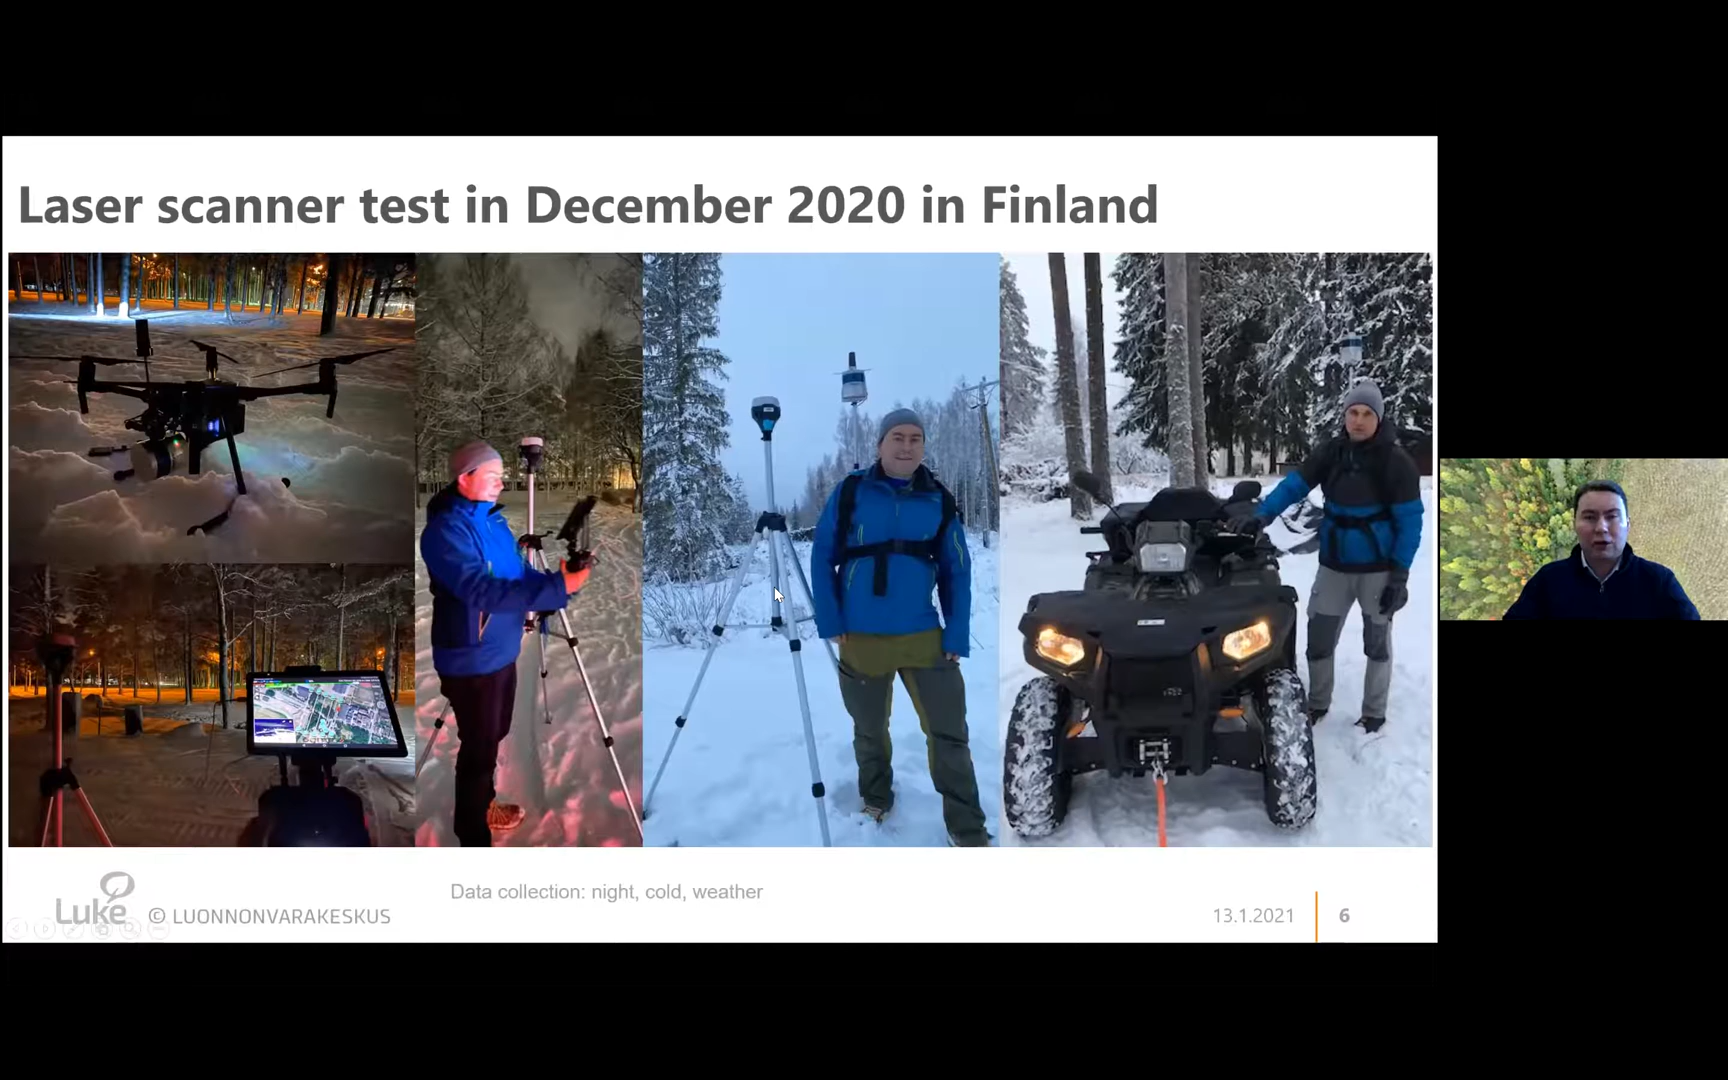 Laser scanner test in December 2020 in Finland
Data collection: night, cold, weather
Luke
© LUONNONVARAKESKUS
13.1.2021
6